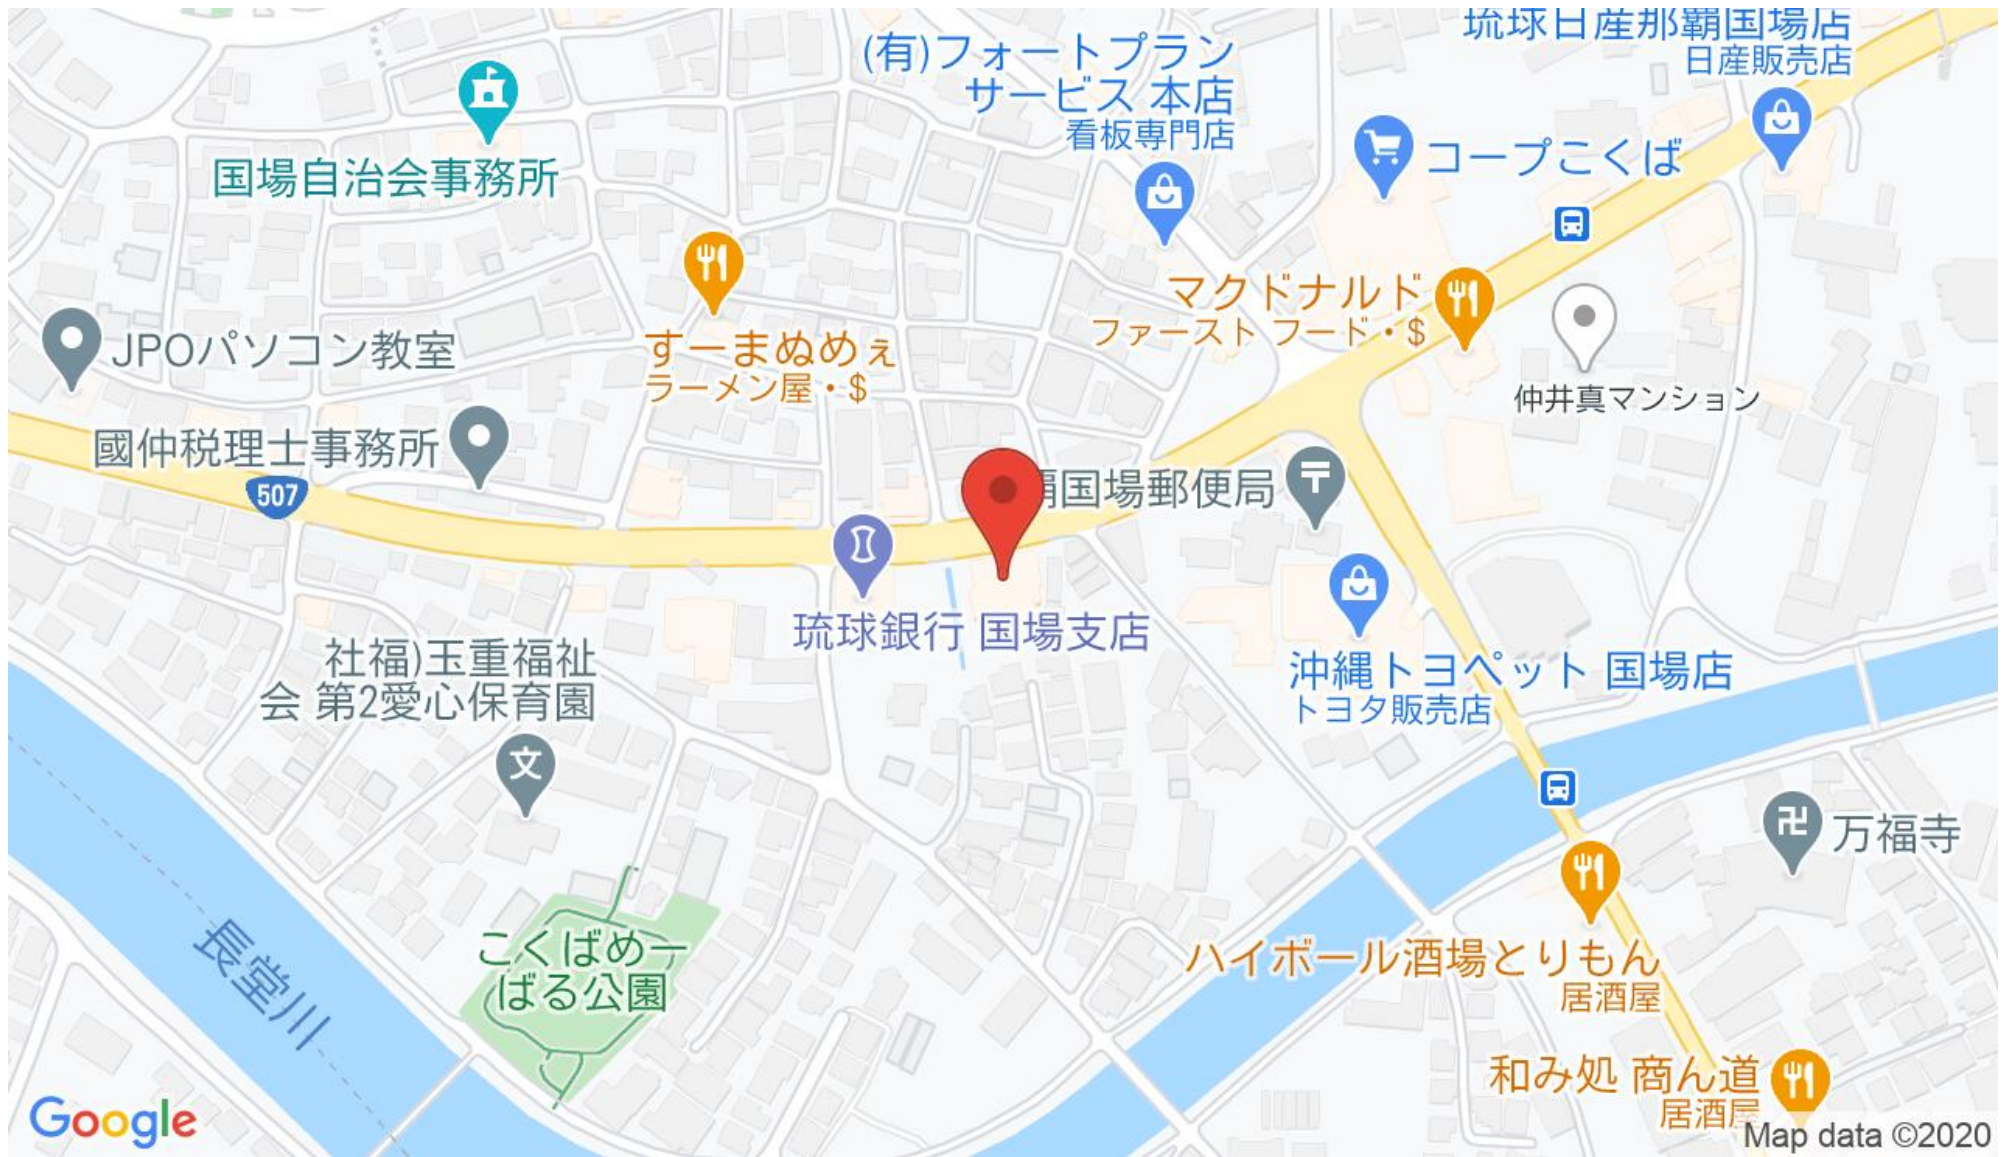 琉球日産那覇国場店
日産販売店
(有)フォートプラン
サービス 本店
看板専門店
コープこくば
国場自治会事務所
マクドナルド
ファースト フード・$
JPOパソコン教室
すーまぬめぇ
ラーメン屋・$
仲井真マンション
國仲税理士事務所
507
国場郵便局
琉球銀行 国場支店
社福)玉重福祉
会 第2愛心保育園
文
沖縄トヨペット 国場店
トヨタ販売店
万福寺
長堂川
こくばめー
ばる公園
ハイボール酒場とりもん
居酒屋
和み処 商ん道
居酒屋
Google
Map data ©2020